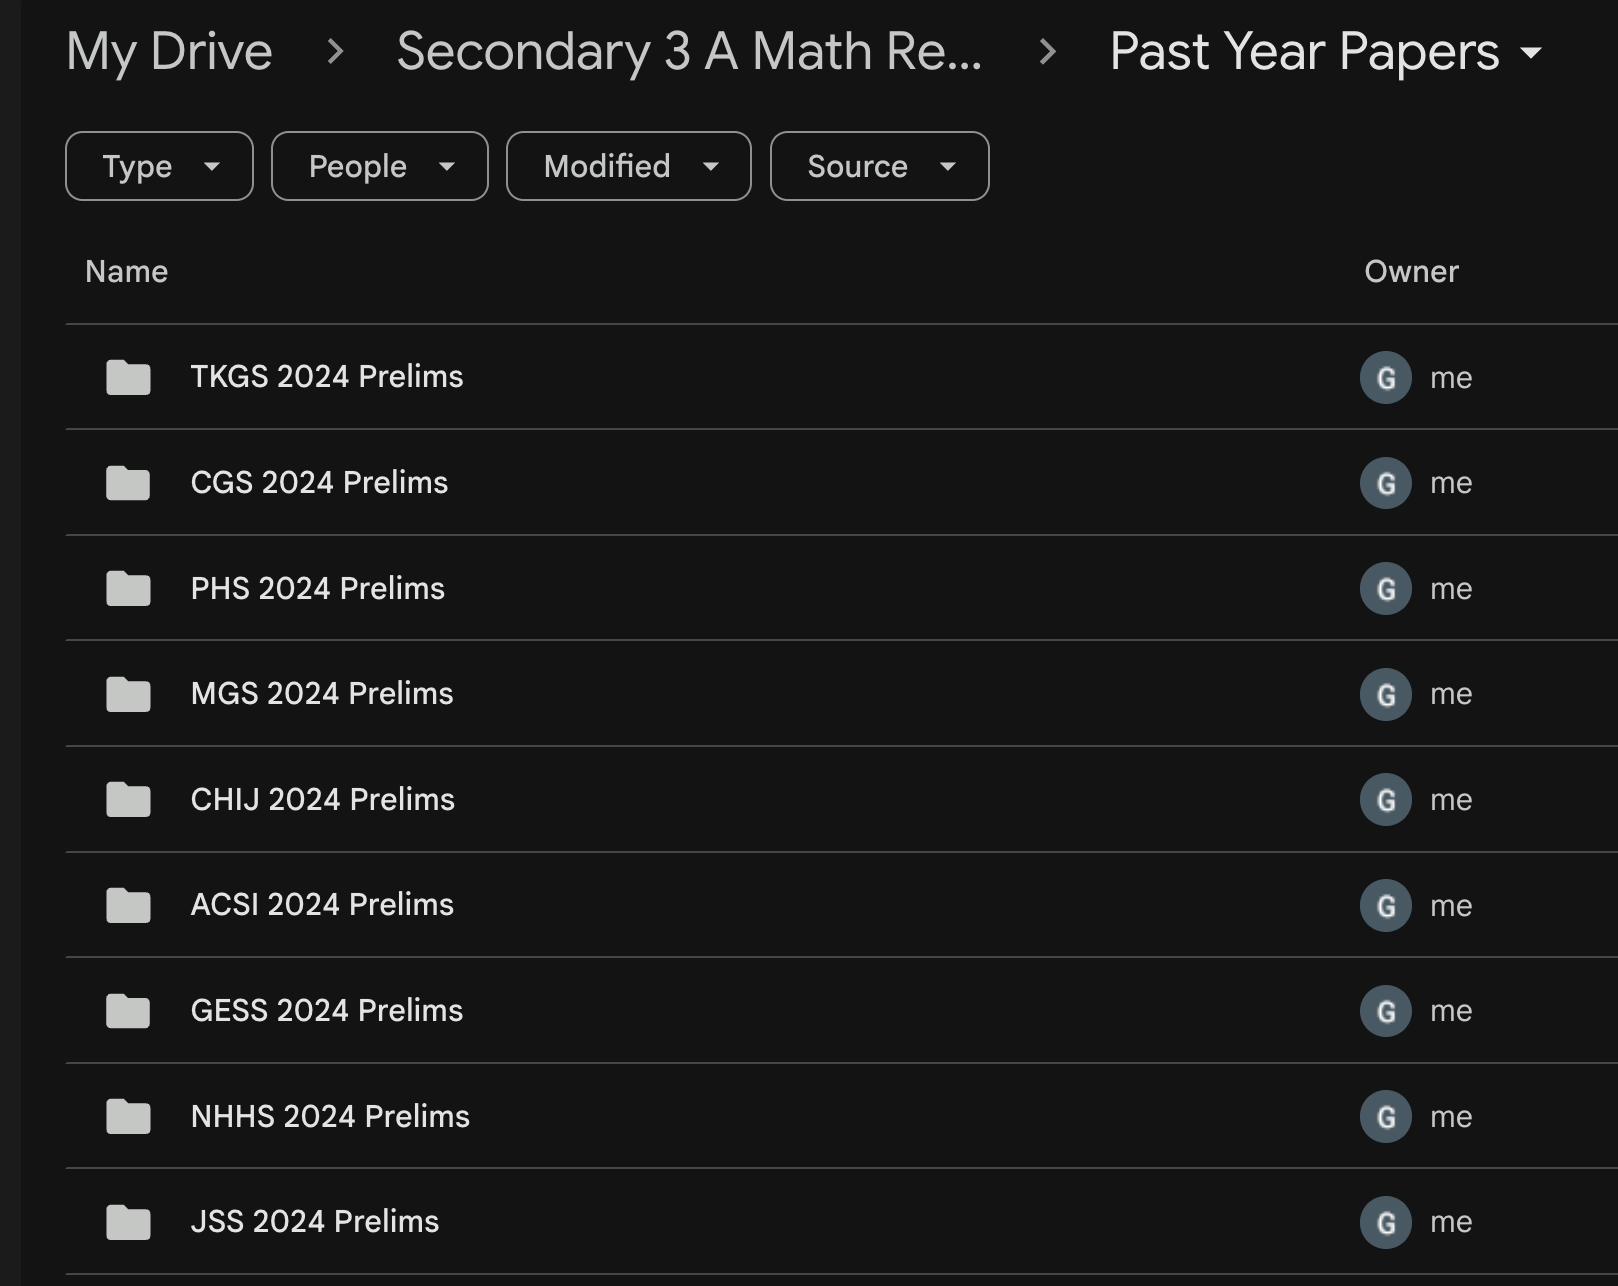 My Drive > Secondary 3 A Math Re... > Past Year Papers
Type People Modified Source
Name Owner
TKGS 2024 Prelims G me
CGS 2024 Prelims G me
PHS 2024 Prelims G me
MGS 2024 Prelims G me
CHIJ 2024 Prelims G me
ACSI 2024 Prelims G me
GESS 2024 Prelims G me
NHHS 2024 Prelims G me
JSS 2024 Prelims G me